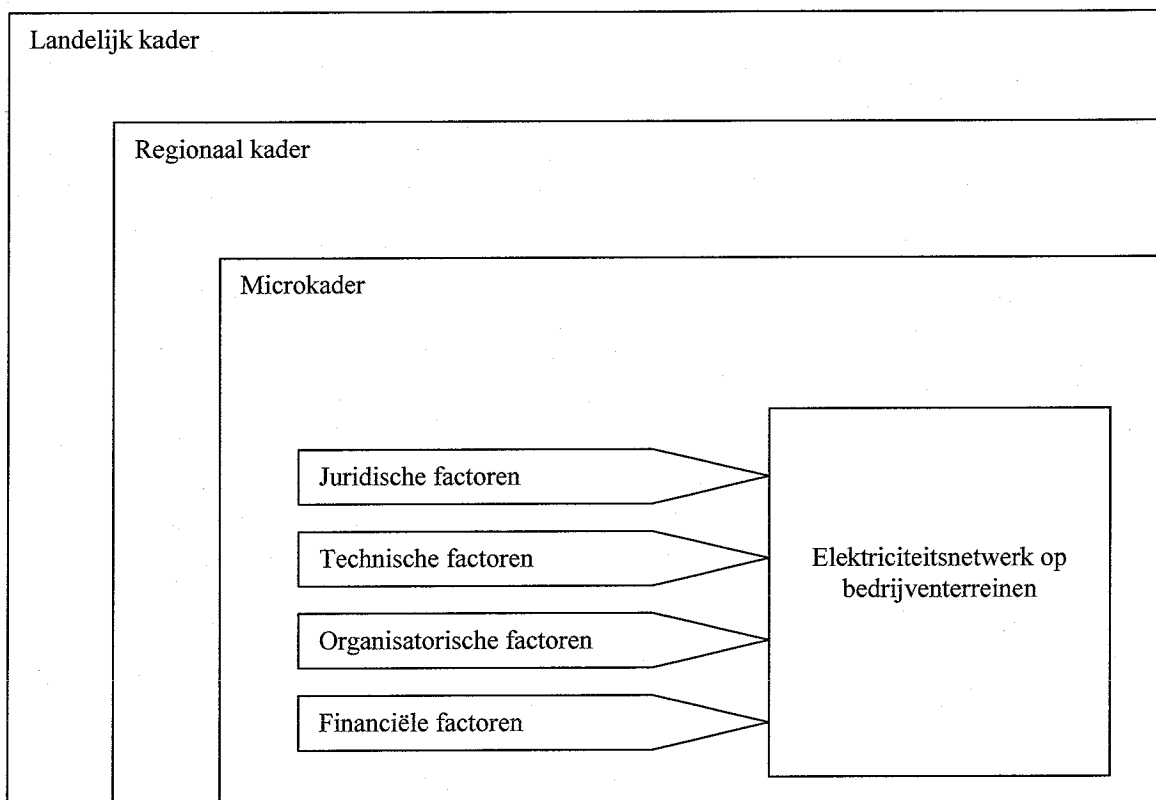 Landelijk kader
Regionaal kader
Microkader
Juridische factoren
Technische factoren
Organisatorische factoren
Financiële factoren
Elektriciteitsnetwerk op
bedrijventerreinen